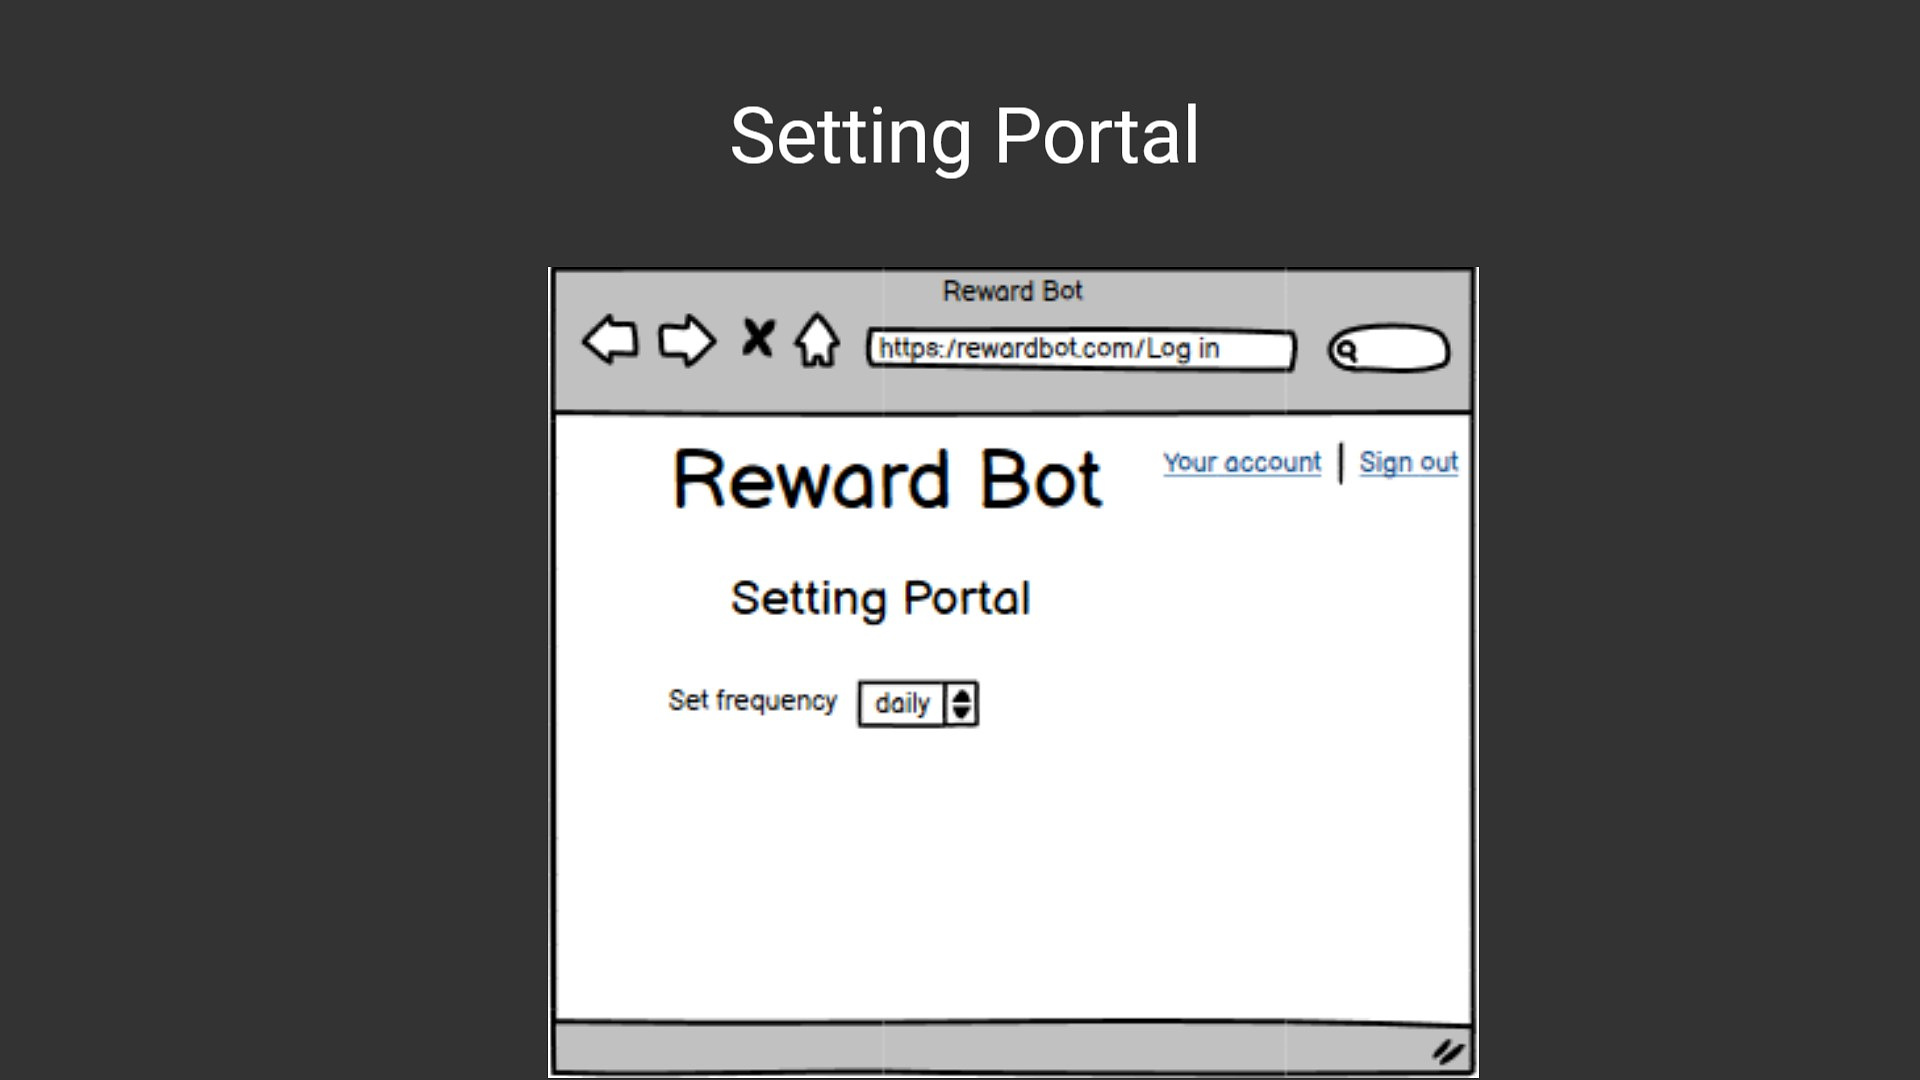 Setting Portal
Reward Bot
https:/rewardbot.com/Log in
Reward Bot
Your account | Sign out
Setting Portal
Set frequency daily